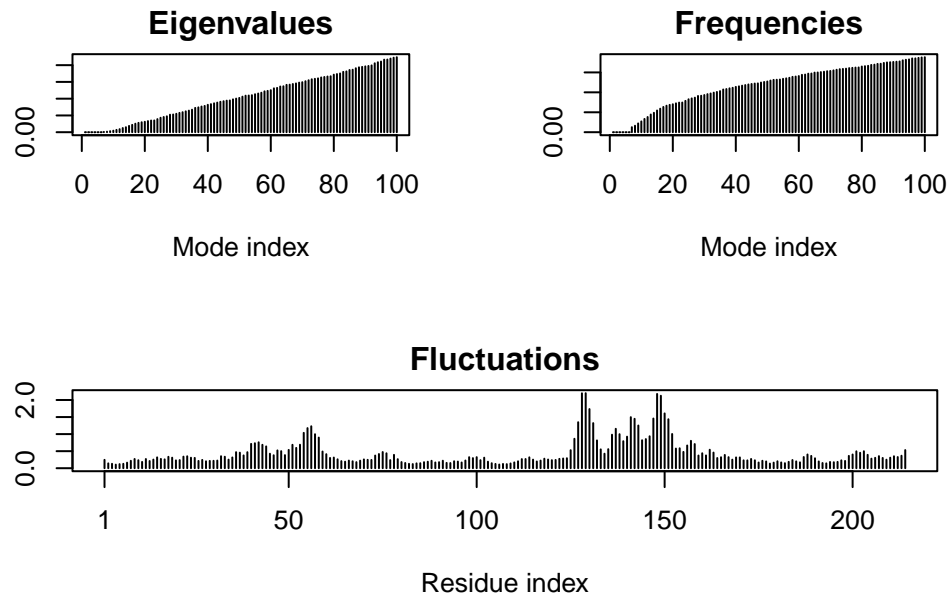 Eigenvalues
0.00
0 20 40 60 80 100
Mode index
Frequencies
0.00
0 20 40 60 80 100
Mode index
Fluctuations
0.0 2.0
1 50 100 150 200
Residue index